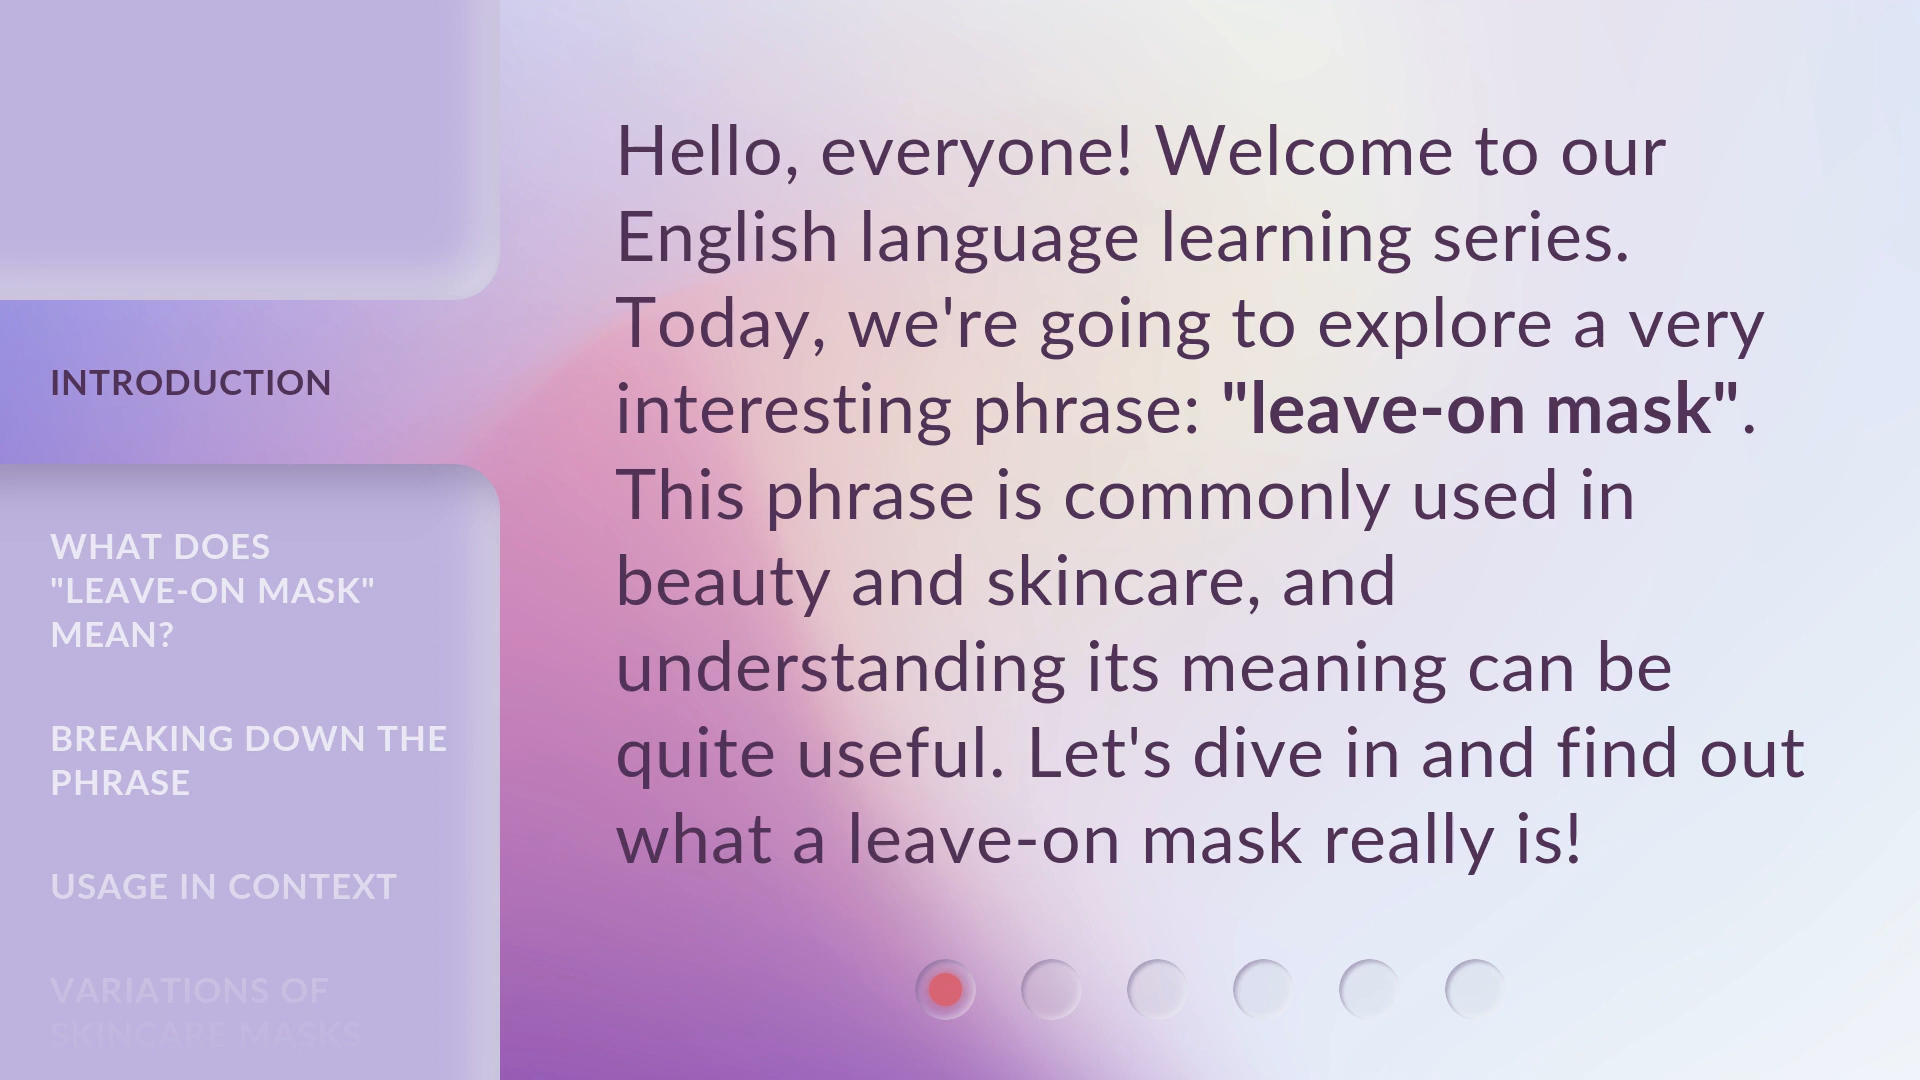 INTRODUCTION
WHAT DOES
"LEAVE-ON MASK"
MEAN?
BREAKING DOWN THE
PHRASE
USAGE IN CONTEXT
VARIATIONS OF
SKINCARE MASKS
Hello, everyone! Welcome to our
English language learning series.
Today, we're going to explore a very
interesting phrase: "leave-on mask".
This phrase is commonly used in
beauty and skincare, and
understanding its meaning can be
quite useful. Let's dive in and find out
what a leave-on mask really is!